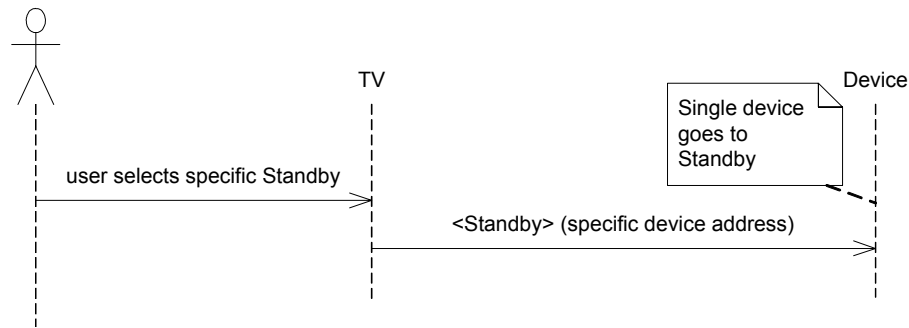 TV
Device
Single device
goes to
Standby
user selects specific Standby
<Standby> (specific device address)